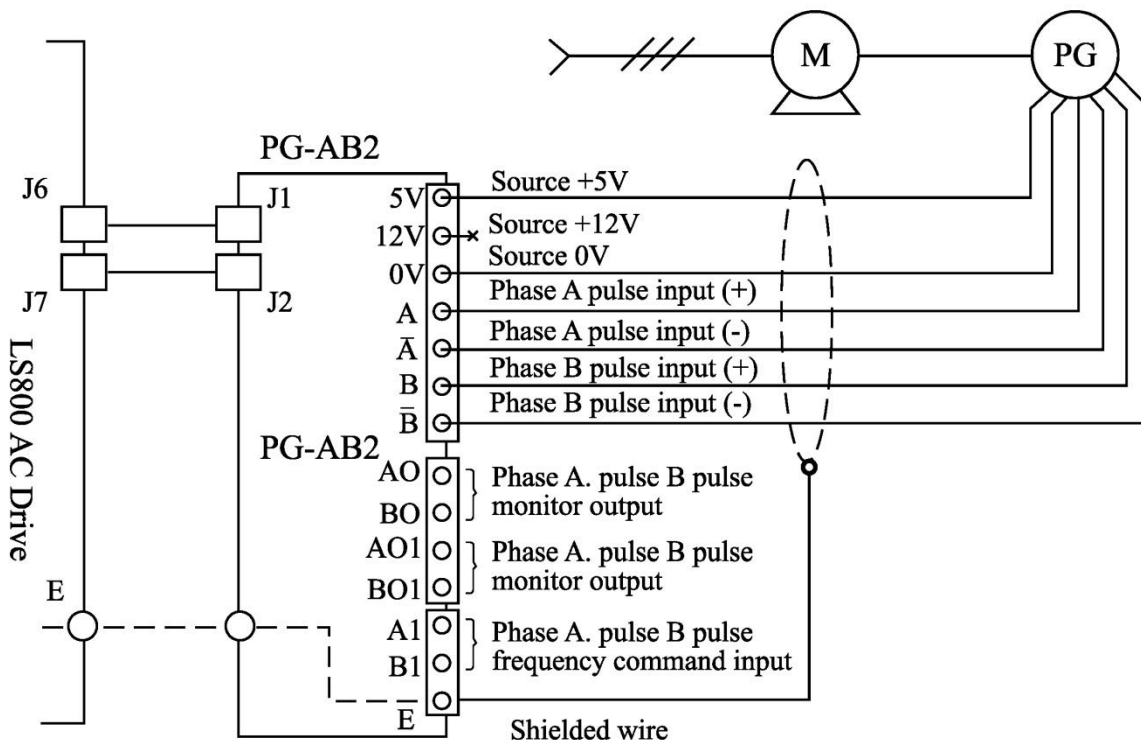 M
PG
PG-AB2
J6
J1
5V
Source +5V
12V
Source +12V
0V
Source 0V
J7
J2
A
Phase A pulse input (+)
A̅
Phase A pulse input (-)
B
Phase B pulse input (+)
B̅
Phase B pulse input (-)
LS800 AC Drive
PG-AB2
AO
BO
Phase A. pulse B pulse
monitor output
AO1
BO1
Phase A. pulse B pulse
monitor output
E
A1
B1
Phase A. pulse B pulse
frequency command input
E̅
Shielded wire